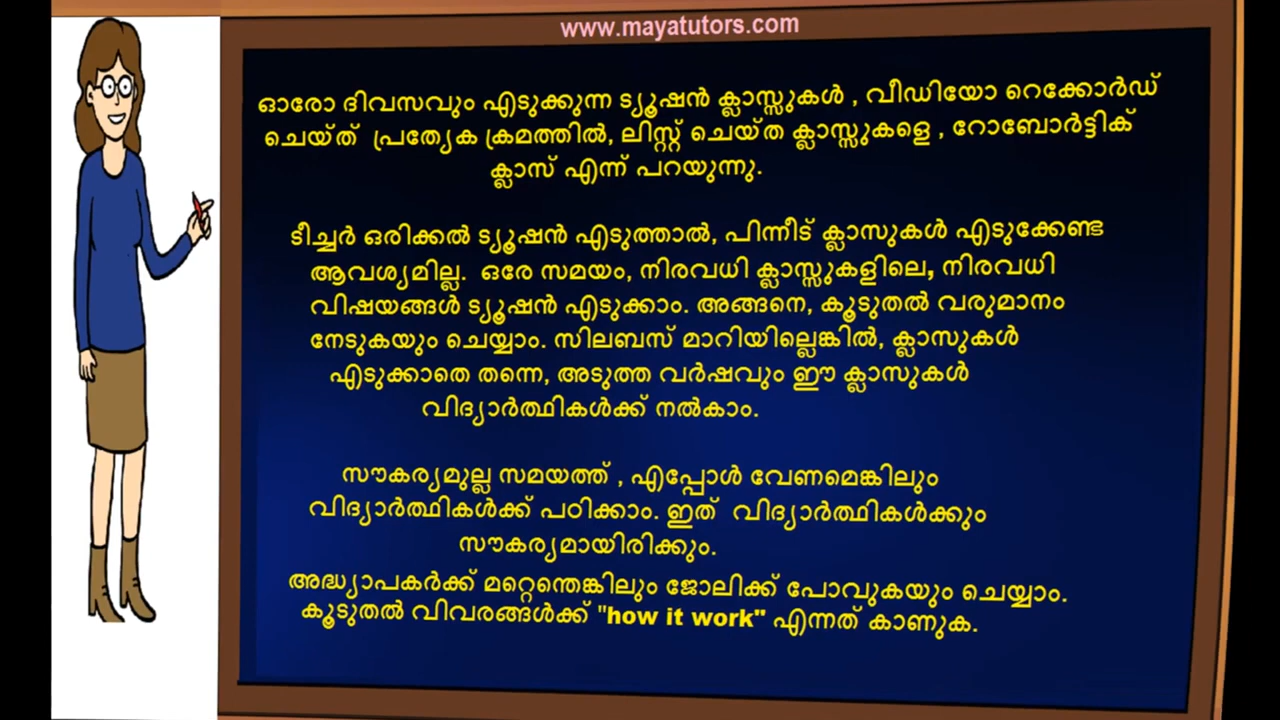 www.mayatutors.com
ഓരോ ദിവസവും എടുക്കുന്ന ട്യൂഷൻ ക്ലാസ്സുകൾ , വീഡിയോ റെക്കോർഡ്
ചെയ്ത് പ്രത്യേക ക്രമത്തിൽ, ലിസ്റ്റ് ചെയ്ത ക്ലാസ്സുകളെ , റോബോർട്ടിക്
ക്ലാസ് എന്ന് പറയുന്നു.
ടീച്ചർ ഒരിക്കൽ ട്യൂഷൻ എടുത്താൽ, പിന്നീട് ക്ലാസുകൾ എടുക്കേണ്ട
ആവശ്യമില്ല. ഒരേ സമയം, നിരവധി ക്ലാസ്സുകളിലെ, നിരവധി
വിഷയങ്ങൾ ട്യൂഷൻ എടുക്കാം. അങ്ങനെ, കൂടുതൽ വരുമാനം
നേടുകയും ചെയ്യാം. സിലബസ് മാറിയില്ലെങ്കിൽ, ക്ലാസുകൾ
എടുക്കാതെ തന്നെ, അടുത്ത വർഷവും ഈ ക്ലാസുകൾ
വിദ്യാർത്ഥികൾക്ക് നൽകാം.
സൗകര്യമുല്ല സമയത്ത് , എപ്പോൾ വേണമെങ്കിലും
വിദ്യാർത്ഥികൾക്ക് പഠിക്കാം. ഇത് വിദ്യാർത്ഥികൾക്കും
സൗകര്യമായിരിക്കും.
അദ്ധ്യാപകർക്ക് മറ്റെന്തെങ്കിലും ജോലിക്ക് പോവുകയും ചെയ്യാം.
കൂടുതൽ വിവരങ്ങൾക്ക് "how it work" എന്നത് കാണുക.